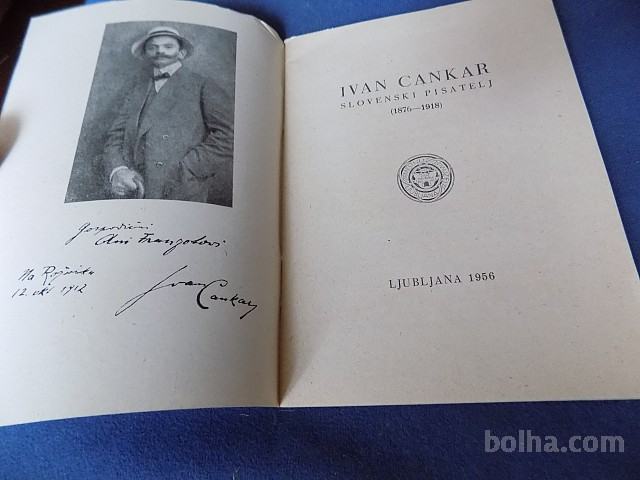 Gospodični
Ani Franzotovi
Na Rožniku
12. okt 1912
Ivan Cankar
IVAN CANKAR
SLOVENSKI PISATELJ
(1876—1918)
LJUBLJANA 1956
bolha.com